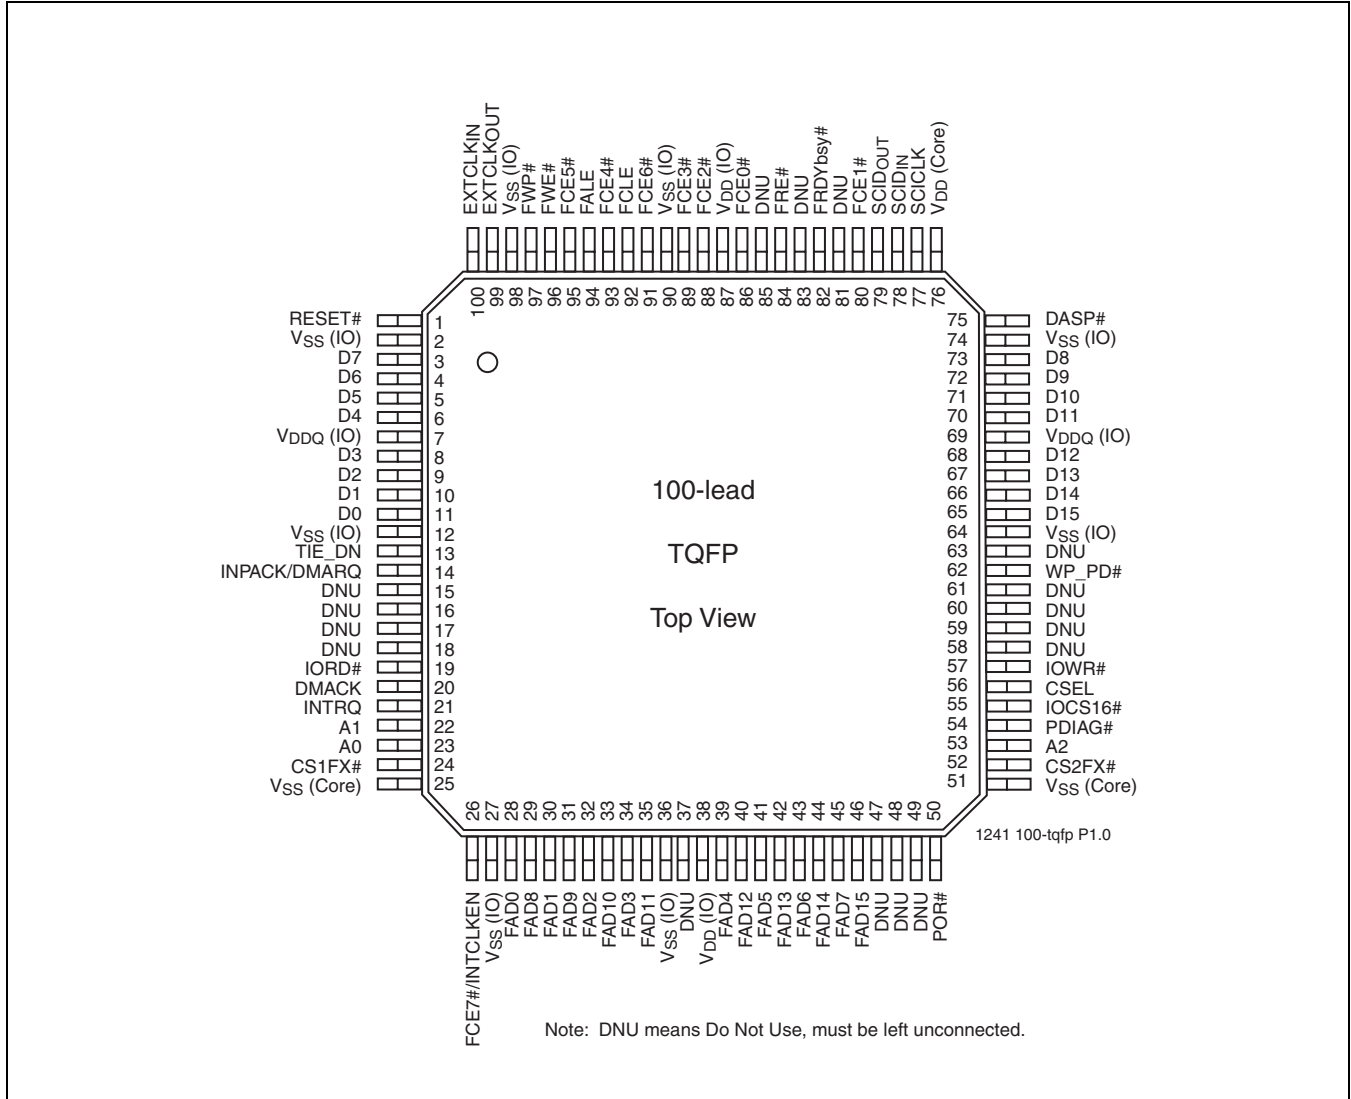 EXTCLKIN
EXTCLKOUT
VSS (IO)
FWP#
FWE#
FCE5#
FALE
FCE4#
FCLE
FCE6#
VSS (IO)
FCE3#
FCE2#
VDD (IO)
FCE0#
DNU
FRE#
DNU
FRDYbsy#
DNU
FCE1#
SCIDOUT
SCIDIN
SCICLK
VDD (Core)
100
99
98
97
96
95
94
93
92
91
90
89
88
87
86
85
84
83
82
81
80
79
78
77
76
RESET# 1
VSS (IO) 2
D7 3
D6 4
D5 5
D4 6
VDDQ (IO) 7
D3 8
D2 9
D1 10
D0 11
VSS (IO) 12
TIE_DN 13
INPACK/DMARQ 14
DNU 15
DNU 16
DNU 17
DNU 18
IORD# 19
DMACK 20
INTRQ 21
A1 22
A0 23
CS1FX# 24
VSS (Core) 25
100-lead
TQFP
Top View
75 DASP#
74 VSS (IO)
73 D8
72 D9
71 D10
70 D11
69 VDDQ (IO)
68 D12
67 D13
66 D14
65 D15
64 VSS (IO)
63 DNU
62 WP_PD#
61 DNU
60 DNU
59 DNU
58 DNU
57 IOWR#
56 CSEL
55 IOCS16#
54 PDIAG#
53 A2
52 CS2FX#
51 VSS (Core)
26
27
28
29
30
31
32
33
34
35
36
37
38
39
40
41
42
43
44
45
46
47
48
49
50
1241 100-tqfp P1.0
FCE7#/INTCLKEN
VSS (IO)
FAD0
FAD8
FAD1
FAD9
FAD2
FAD10
FAD3
FAD11
VSS (IO)
DNU
VDD (IO)
FAD4
FAD12
FAD5
FAD13
FAD6
FAD14
FAD7
FAD15
DNU
DNU
DNU
POR#
Note: DNU means Do Not Use, must be left unconnected.